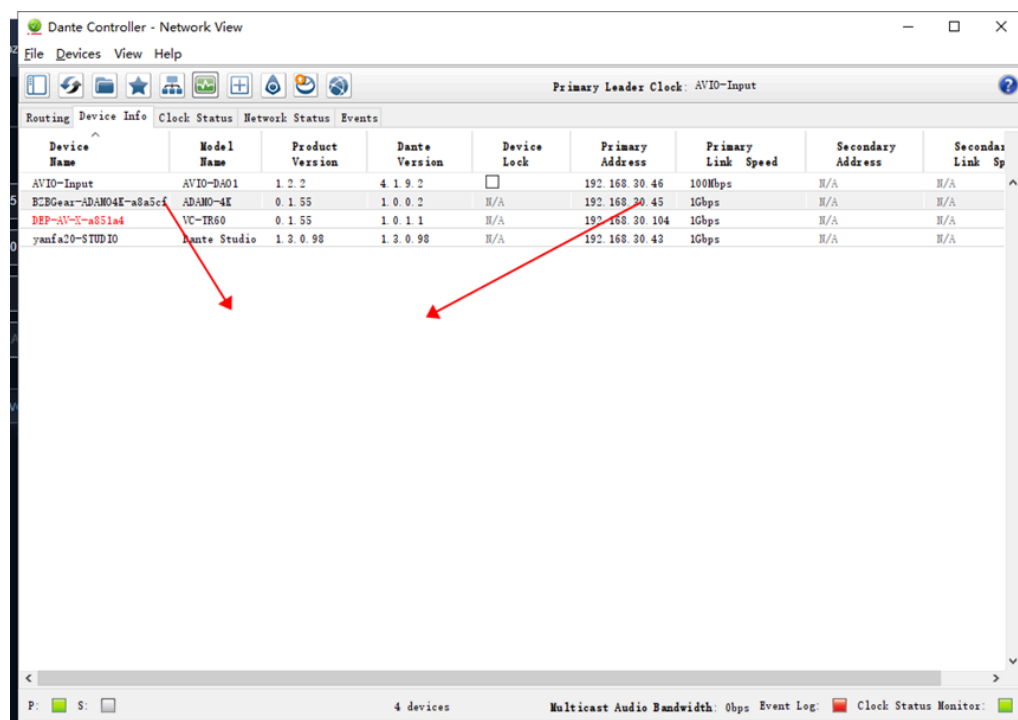 Dante Controller - Network View
File Devices View Help
Primary Leader Clock: AVIO-Input
Routing Device Info Clock Status Network Status Events
Device Name Model Name Product Version Dante Version Device Lock Primary Address Primary Link Speed Secondary Address Secondar Link Sp
AVIO-Input AVIO-DAO1 1.2.2 4.1.9.2 192.168.30.46 100Mbps N/A N/A
BZBGear-ADAMO4K-a8a5cf ADAMO-4K 0.1.55 1.0.0.2 N/A 192.168.30.45 1Gbps N/A N/A
DEP-AV-X-a851a4 VC-TR60 0.1.55 1.0.1.1 N/A 192.168.30.104 1Gbps N/A N/A
yanfa20-STUDIO Dante Studio 1.3.0.98 1.3.0.98 N/A 192.168.30.43 1Gbps N/A N/A
P: S: 4 devices Multicast Audio Bandwidth: 0bps Event Log: Clock Status Monitor: